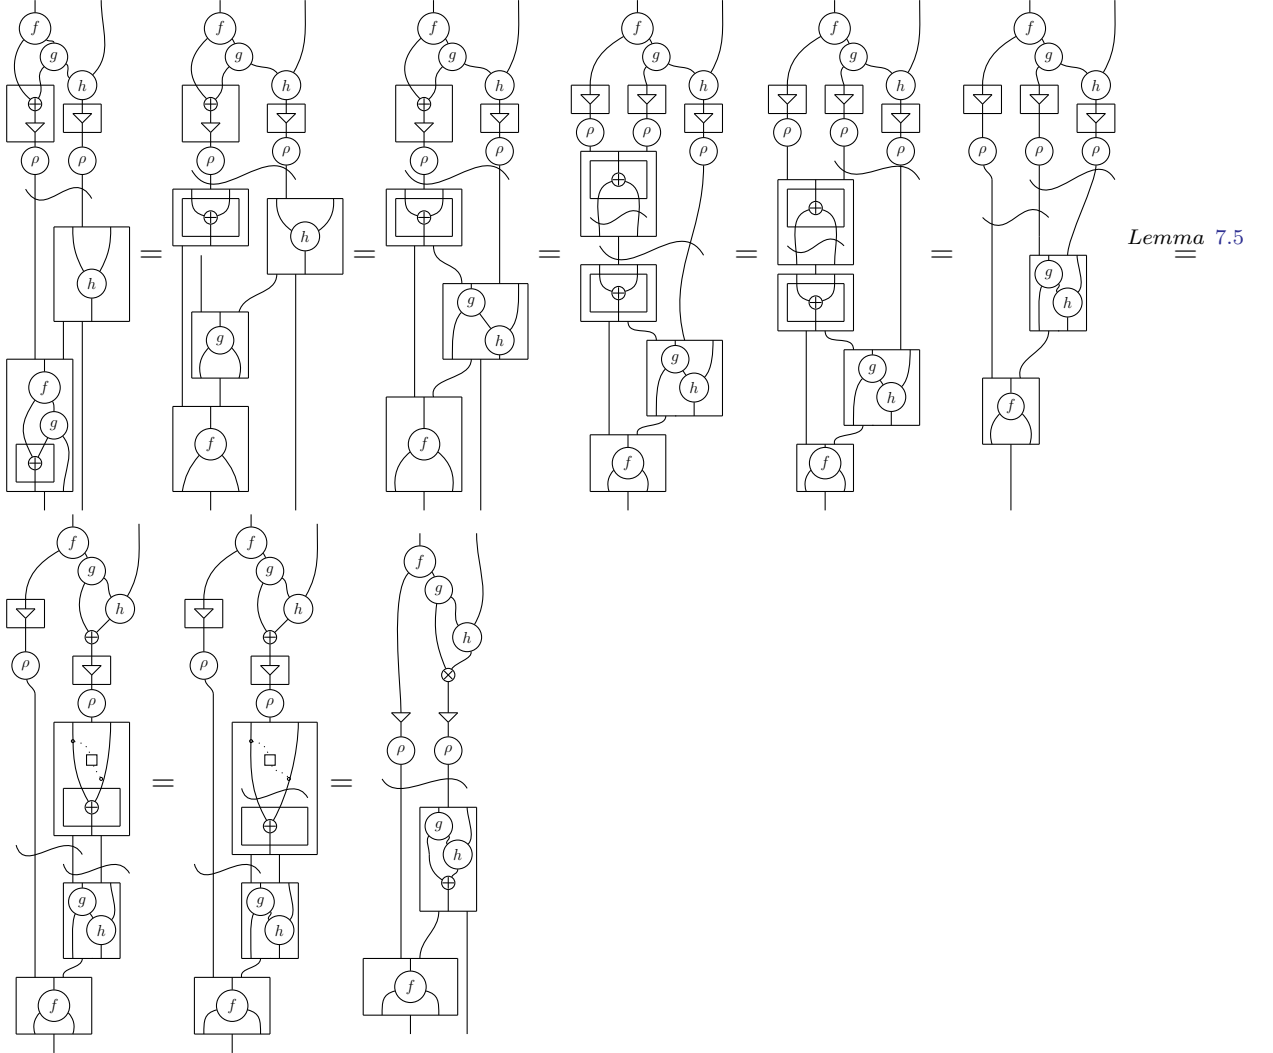 f f f f f f
g g g g g g
h h h h h h
ρ ρ ρ ρ
ρ ρ ρ ρ ρ ρ ρ ρ ρ ρ ρ
h Lemma 7.5
= = = = = =
g
h g h
g h
g
f g h
h f
g
f f
f f
f f f
g g g
h h h
ρ ρ
ρ ρ
ρ ρ
= =
g
h
g g
h h
f
f f